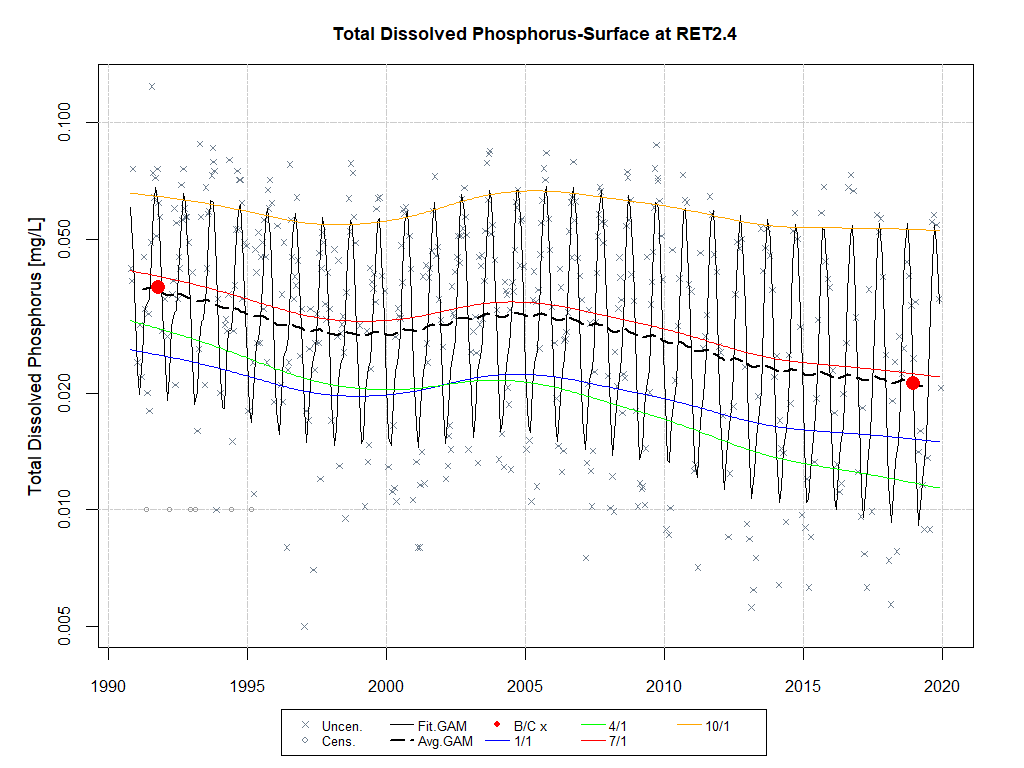 Total Dissolved Phosphorus-Surface at RET2.4
Total Dissolved Phosphorus [mg/L]
0.100
0.050
0.020
0.010
0.005
1990 1995 2000 2005 2010 2015 2020
Uncen. Fit.GAM B/C x 4/1 10/1
Cens. Avg.GAM 1/1 7/1